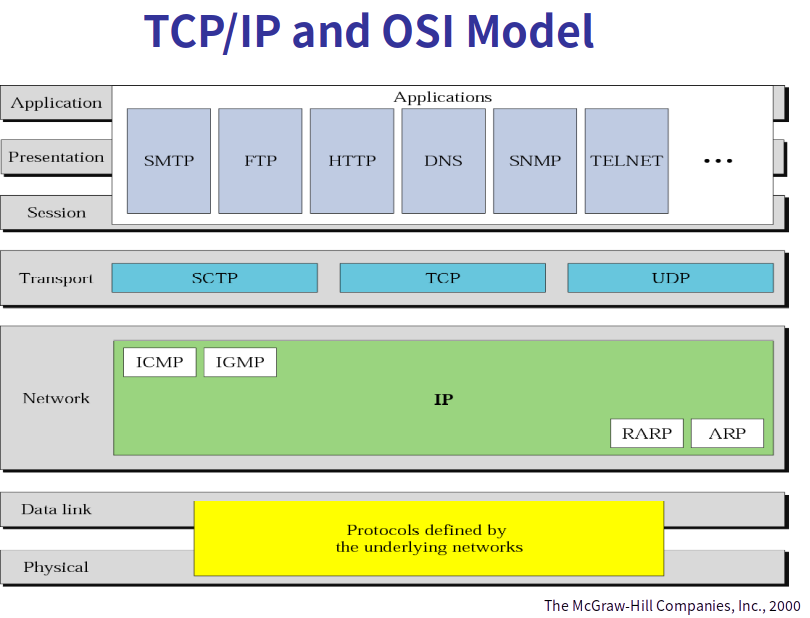 TCP/IP and OSI Model
Application
Applications
SMTP
FTP
HTTP
DNS
SNMP
TELNET
...
Presentation
Session
Transport
SCTP
TCP
UDP
Network
ICMP
IGMP
IP
RARP
ARP
Data link
Protocols defined by
the underlying networks
Physical
The McGraw-Hill Companies, Inc., 2000